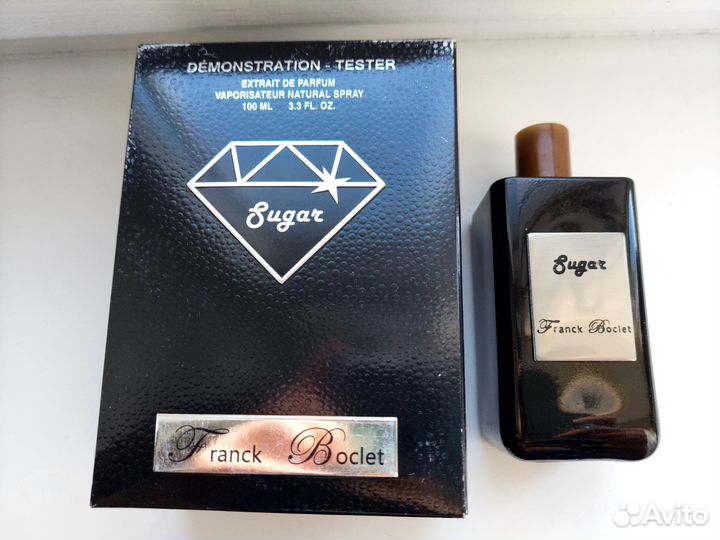 DEMONSTRATION - TESTER
EXTRAIT DE PARFUM
VAPORISATEUR NATURAL SPRAY
100 ML 3.3 FL. OZ.
Sugar
Franck Boclet
Sugar
Franck Boclet
Avito